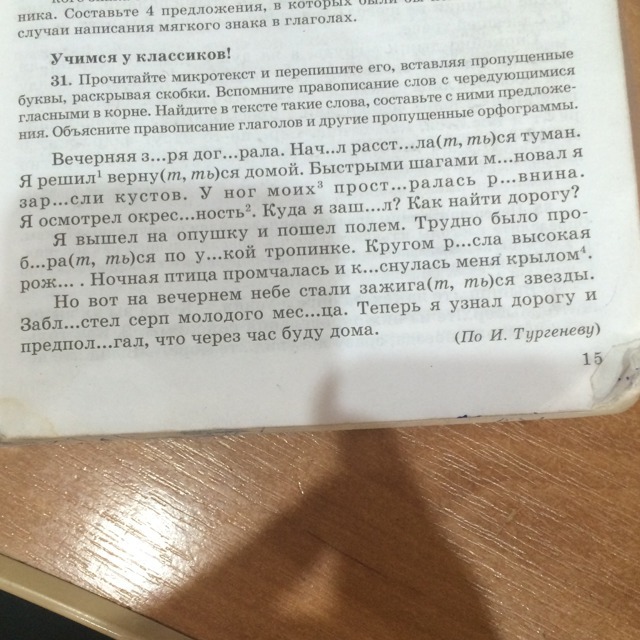 ника. Составьте 4 предложения, в которых были бы
случаи написания мягкого знака в глаголах.
Учимся у классиков!
31. Прочитайте микротекст и перепишите его, вставляя пропущенные
буквы, раскрывая скобки. Вспомните правописание слов с чередующимися
гласными в корне. Найдите в тексте такие слова, составьте с ними предложе-
ния. Объясните правописание глаголов и другие пропущенные орфограммы.
Вечерняя з...ря дог...рала. Нач..л расст...ла(т, ть)ся туман.
Я решил¹ верну(т, ть)ся домой. Быстрыми шагами м...новал я
зар...сли кустов. У ног моих³ прост...ралась р...внина.
Я осмотрел окрес...ность². Куда я заш...л? Как найти дорогу?
Я вышел на опушку и пошел полем. Трудно было про-
б...ра(т, ть)ся по у...кой тропинке. Кругом р...сла высокая
рож... . Ночная птица промчалась и к...снулась меня крылом⁴.
Но вот на вечернем небе стали зажига(т, ть)ся звезды.
Забл...стел серп молодого мес...ца. Теперь я узнал дорогу и
предпол...гал, что через час буду дома.
(По И. Тургеневу)
15